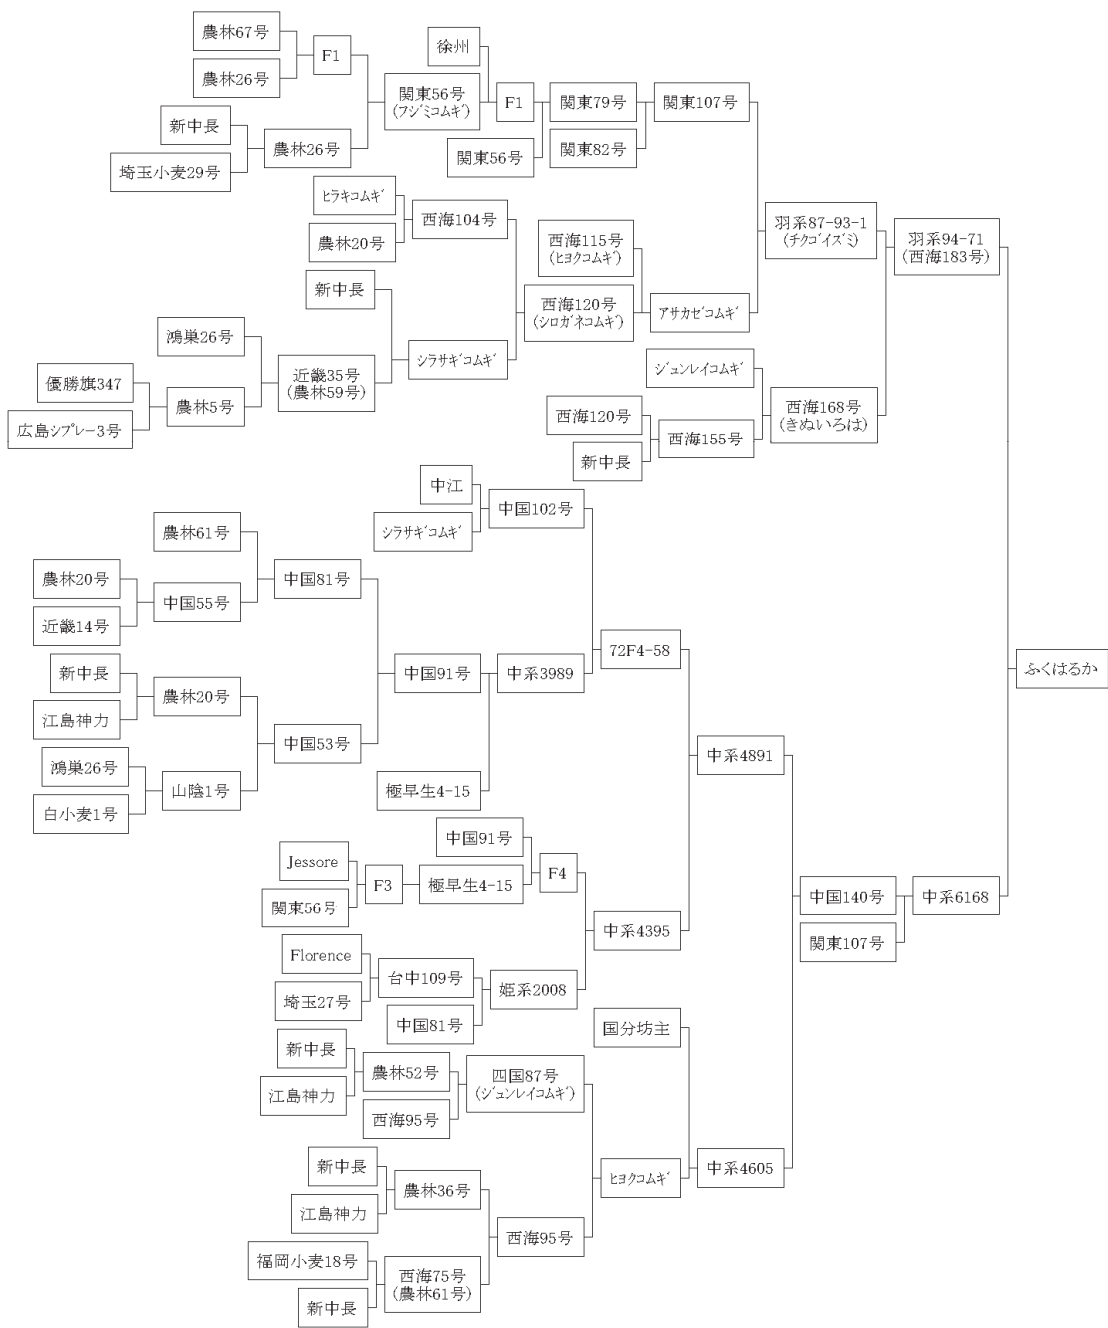 農林67号
F1
農林26号
新中長
農林26号
埼玉小麦29号
徐州
関東56号
(フジミコムギ)
F1
関東56号
関東79号
関東82号
関東107号
ヒラキコムギ
西海104号
農林20号
新中長
鴻巣26号
優勝旗347
農林5号
広島シプレー3号
近畿35号
(農林59号)
シラサギコムギ
西海115号
(ヒヨクコムギ)
西海120号
(シロガネコムギ)
アサカゼコムギ
羽系87-93-1
(チクゴイズミ)
羽系94-71
(西海183号)
ジュンレイコムギ
西海120号
西海155号
新中長
西海168号
(きぬいろは)
中江
中国102号
シラサギコムギ
農林61号
農林20号
中国55号
近畿14号
中国81号
新中長
農林20号
江島神力
鴻巣26号
山陰1号
白小麦1号
中国53号
中国91号
中系3989
極早生4-15
72F4-58
ふくはるか
中系4891
中国91号
Jessore
F3
極早生4-15
F4
関東56号
中系4395
Florence
台中109号
埼玉27号
姫系2008
中国81号
中国140号
中系6168
関東107号
国分坊主
新中長
農林52号
江島神力
西海95号
四国87号
(ジュンレイコムギ)
新中長
農林36号
江島神力
ヒヨクコムギ
中系4605
西海95号
福岡小麦18号
西海75号
(農林61号)
新中長